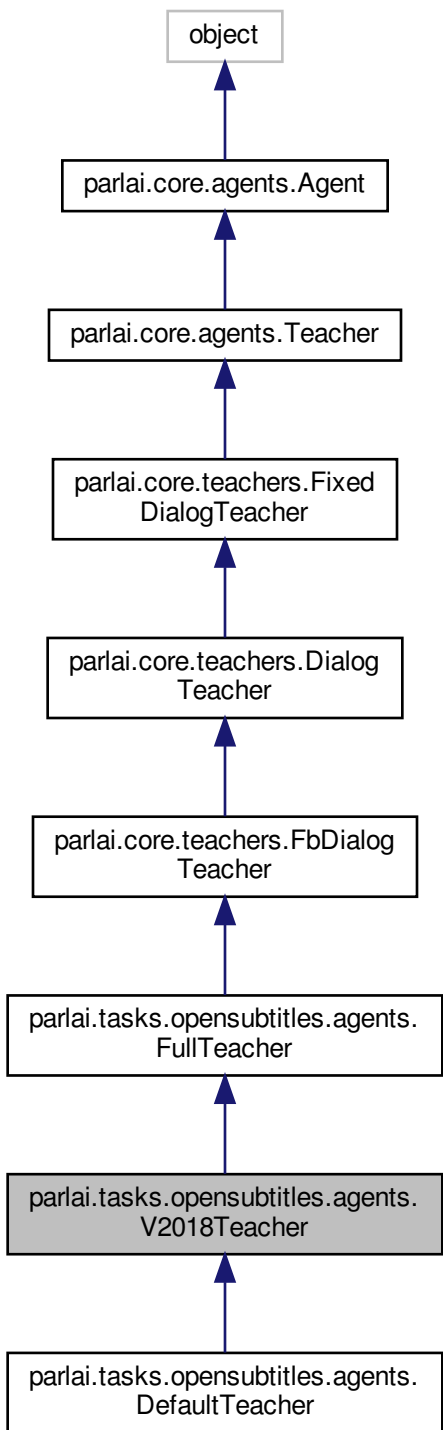 object
parlai.core.agents.Agent
parlai.core.agents.Teacher
parlai.core.teachers.Fixed
DialogTeacher
parlai.core.teachers.Dialog
Teacher
parlai.core.teachers.FbDialog
Teacher
parlai.tasks.opensubtitles.agents.
FullTeacher
parlai.tasks.opensubtitles.agents.
V2018Teacher
parlai.tasks.opensubtitles.agents.
DefaultTeacher